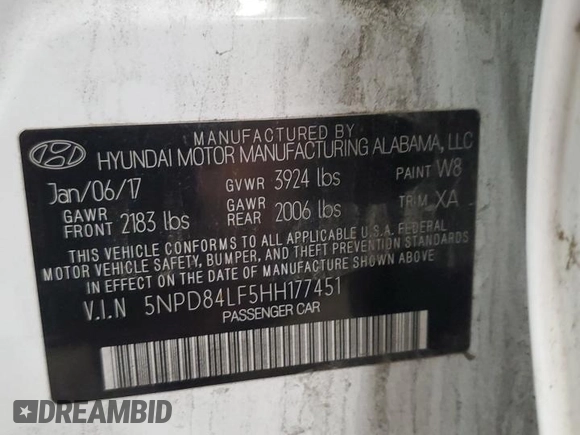 MANUFACTURED BY
HYUNDAI MOTOR MANUFACTURING ALABAMA, LLC
Jan/06/17 GVWR 3924 lbs PAINT W8
GAWR FRONT 2183 lbs GAWR REAR 2006 lbs TRIM XA
THIS VEHICLE CONFORMS TO ALL APPLICABLE U.S.A. FEDERAL
MOTOR VEHICLE SAFETY, BUMPER, AND THEFT PREVENTION
STANDARDS IN EFFECT ON THE DATE OF MANUFACTURE SHOWN ABOVE.
V.I.N 5NPD84LF5HH177451
PASSENGER CAR
DREAMBID